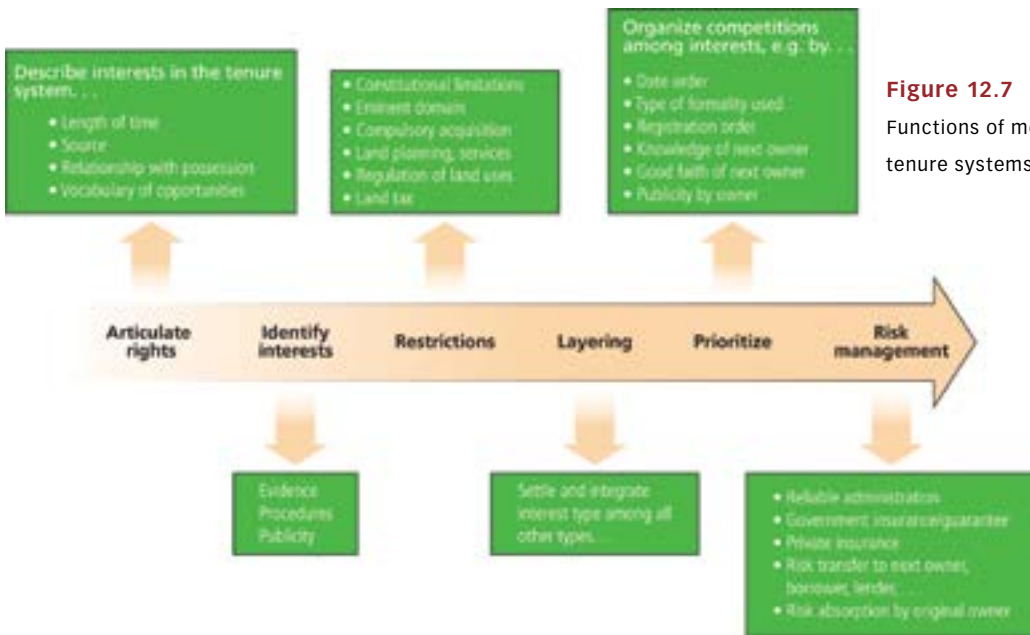 Describe interests in the tenure
system. . .
• Length of time
• Source
• Relationship with possession
• Vocabulary of opportunities
• Constitutional limitations
• Eminent domain
• Compulsory acquisition
• Land planning, services
• Regulation of land uses
• Land tax
Organize competitions
among interests, e.g. by. . .
• Date order
• Type of formality used
• Registration order
• Knowledge of next owner
• Good faith of next owner
• Publicity by owner
Figure 12.7
Functions of
tenure systems
Articulate
rights
Identify
interests
Restrictions
Layering
Prioritize
Risk
management
Evidence
Procedures
Publicity
Settle and integrate
interest type among all
other types. . .
• Reliable administration
• Government insurance/guarantee
• Private insurance
• Risk transfer to next owner,
borrower, lender, . . .
• Risk absorption by original owner